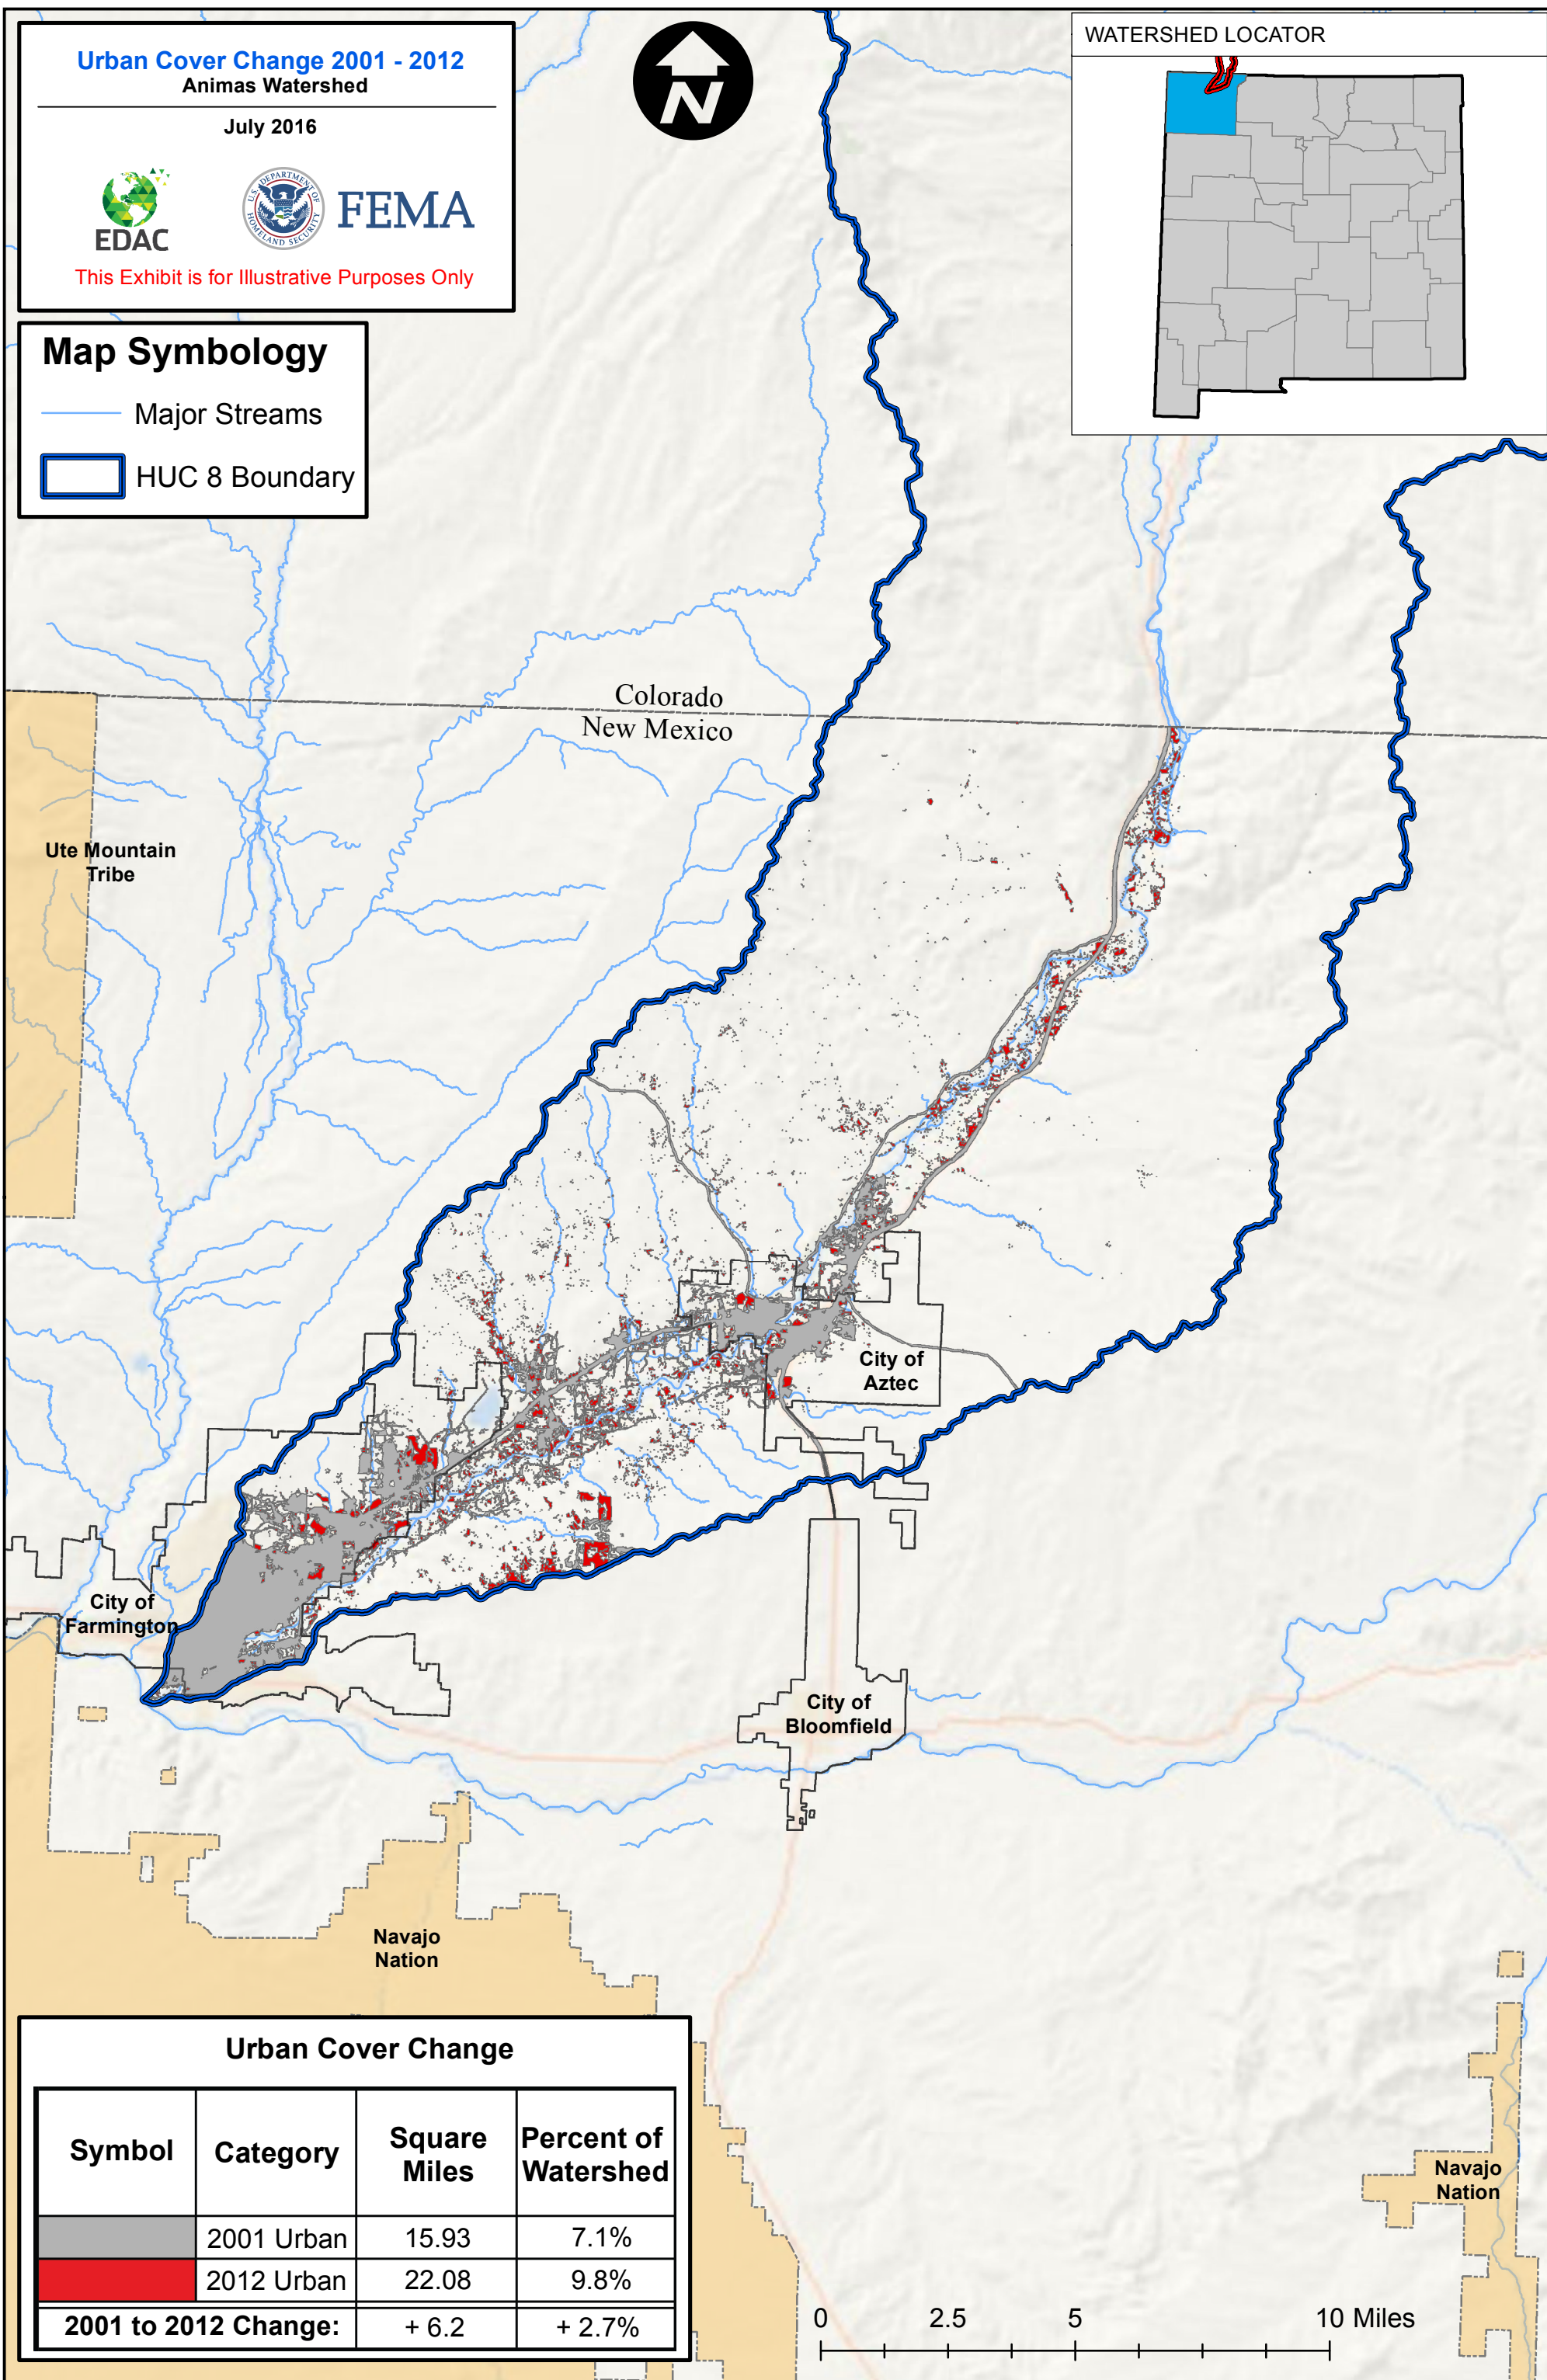 Urban Cover Change 2001 - 2012
Animas Watershed
July 2016
EDAC
U.S. DEPARTMENT OF
HOMELAND SECURITY
FEMA
This Exhibit is for Illustrative Purposes Only
N
WATERSHED LOCATOR
Map Symbology
Major Streams
HUC 8 Boundary
Colorado
New Mexico
Ute Mountain
Tribe
City of
Aztec
City of
Farmington
City of
Bloomfield
Navajo
Nation
Navajo
Nation
Urban Cover Change
Symbol Category Square Miles Percent of Watershed
2001 Urban 15.93 7.1%
2012 Urban 22.08 9.8%
2001 to 2012 Change: + 6.2 + 2.7%
0 2.5 5 10 Miles